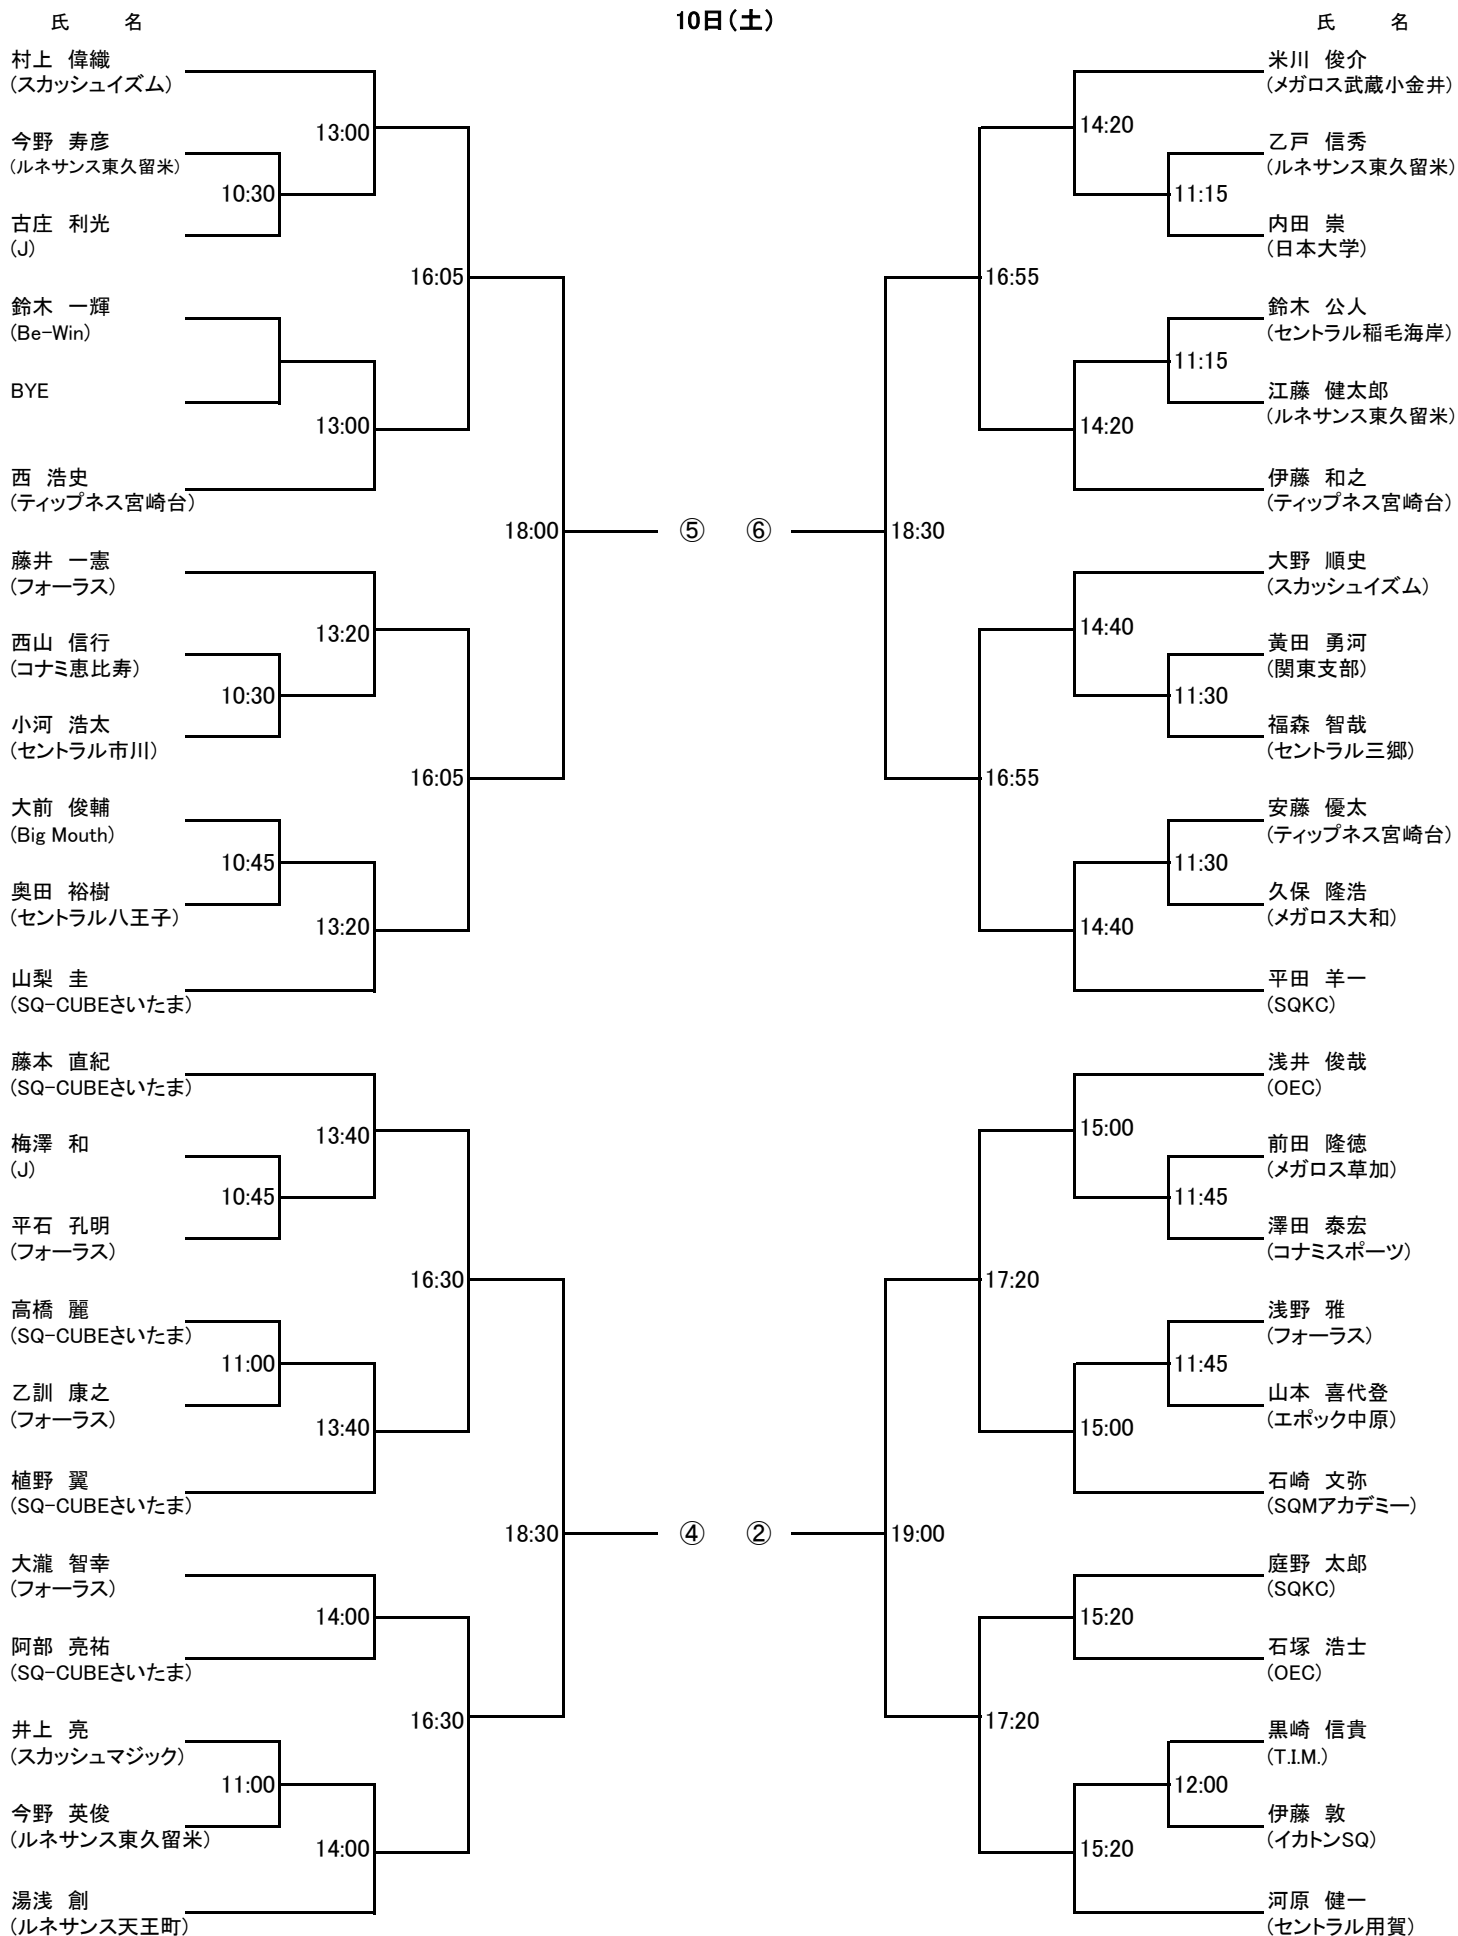 10日（土）
氏　名
村上　偉織
(スカッシュイズム)
13:00
今野　寿彦
(ルネサンス東久留米)
10:30
古庄　利光
(J)
16:05
鈴木　一輝
(Be-Win)
BYE
13:00
西　浩史
(ティップネス宮崎台)
18:00
⑤
藤井　一憲
(フォーラス)
13:20
西山　信行
(コナミ恵比寿)
10:30
小河　浩太
(セントラル市川)
16:05
大前　俊輔
(Big Mouth)
10:45
奥田　裕樹
(セントラル八王子)
13:20
山梨　圭
(SQ-CUBEさいたま)
藤本　直紀
(SQ-CUBEさいたま)
13:40
梅澤　和
(J)
10:45
平石　孔明
(フォーラス)
16:30
高橋　麗
(SQ-CUBEさいたま)
11:00
乙訓　康之
(フォーラス)
13:40
植野　翼
(SQ-CUBEさいたま)
18:30
④
大瀧　智幸
(フォーラス)
14:00
阿部　亮祐
(SQ-CUBEさいたま)
16:30
井上　亮
(スカッシュマジック)
11:00
今野　英俊
(ルネサンス東久留米)
14:00
湯浅　創
(ルネサンス天王町)
氏　名
米川　俊介
(メガロス武蔵小金井)
14:20
乙戸　信秀
(ルネサンス東久留米)
11:15
内田　崇
(日本大学)
16:55
鈴木　公人
(セントラル稲毛海岸)
11:15
江藤　健太郎
(ルネサンス東久留米)
14:20
伊藤　和之
(ティップネス宮崎台)
⑥
18:30
大野　順史
(スカッシュイズム)
14:40
黃田　勇河
(関東支部)
11:30
福森　智哉
(セントラル三郷)
16:55
安藤　優太
(ティップネス宮崎台)
11:30
久保　隆浩
(メガロス大和)
14:40
平田　羊一
(SQKC)
浅井　俊哉
(OEC)
15:00
前田　隆徳
(メガロス草加)
11:45
澤田　泰宏
(コナミスポーツ)
17:20
浅野　雅
(フォーラス)
11:45
山本　喜代登
(エポック中原)
15:00
石崎　文弥
(SQMアカデミー)
②
19:00
庭野　太郎
(SQKC)
15:20
石塚　浩士
(OEC)
17:20
黒崎　信貴
(T.I.M.)
12:00
伊藤　敦
(イカトンSQ)
15:20
河原　健一
(セントラル用賀)